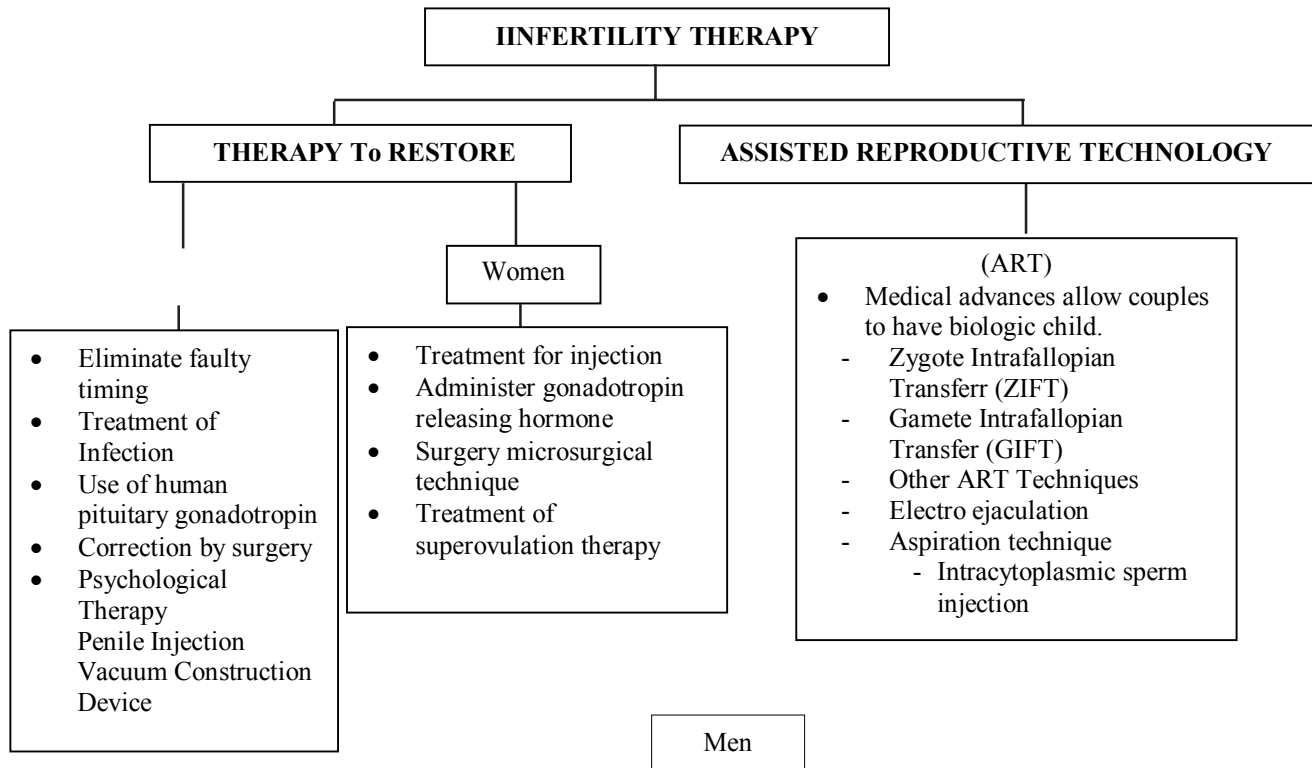 IINFERTILITY THERAPY
THERAPY To RESTORE
ASSISTED REPRODUCTIVE TECHNOLOGY
Women
• Eliminate faulty
timing
• Treatment of
Infection
• Use of human
pituitary gonadotropin
• Correction by surgery
• Psychological
Therapy
Penile Injection
Vacuum Construction
Device
• Treatment for injection
• Administer gonadotropin
releasing hormone
• Surgery microsurgical
technique
• Treatment of
superovulation therapy
(ART)
• Medical advances allow couples
to have biologic child.
- Zygote Intrafallopian
Transferr (ZIFT)
- Gamete Intrafallopian
Transfer (GIFT)
- Other ART Techniques
- Electro ejaculation
- Aspiration technique
- Intracytoplasmic sperm
injection
Men